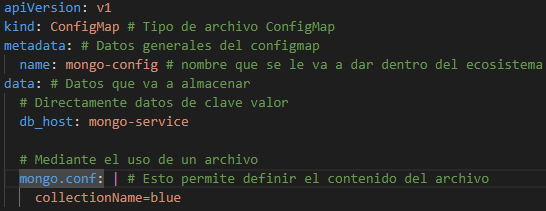 apiVersion: v1
kind: ConfigMap # Tipo de archivo ConfigMap
metadata: # Datos generales del configmap
  name: mongo-config # nombre que se le va a dar dentro del ecosistema
data: # Datos que va a almacenar
  # Directamente datos de clave valor
  db_host: mongo-service

  # Mediante el uso de un archivo
  mongo.conf: | # Esto permite definir el contenido del archivo
    collectionName=blue